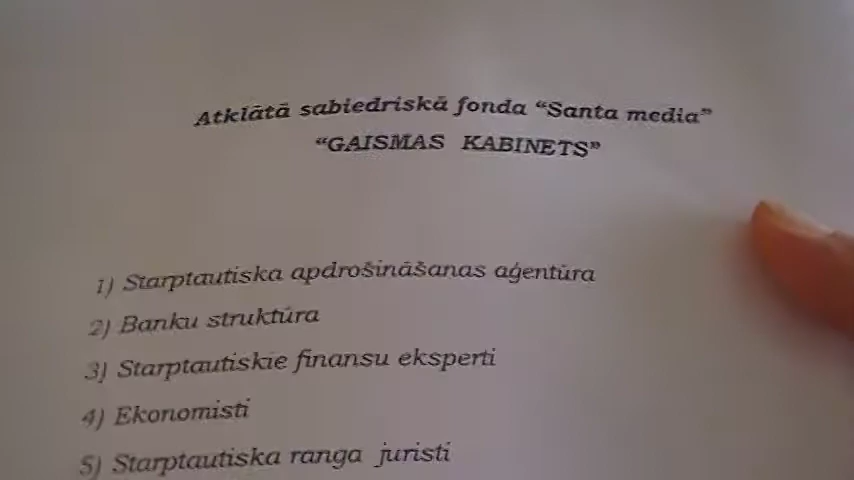 Atklātā sabiedriskā fonda “Santa media”
“GAISMAS KABINETS”
1) Starptautiska apdrošināšanas aģentūra
2) Banku struktūra
3) Starptautiskie finansu eksperti
4) Ekonomisti
5) Starptautiska ranga juristi